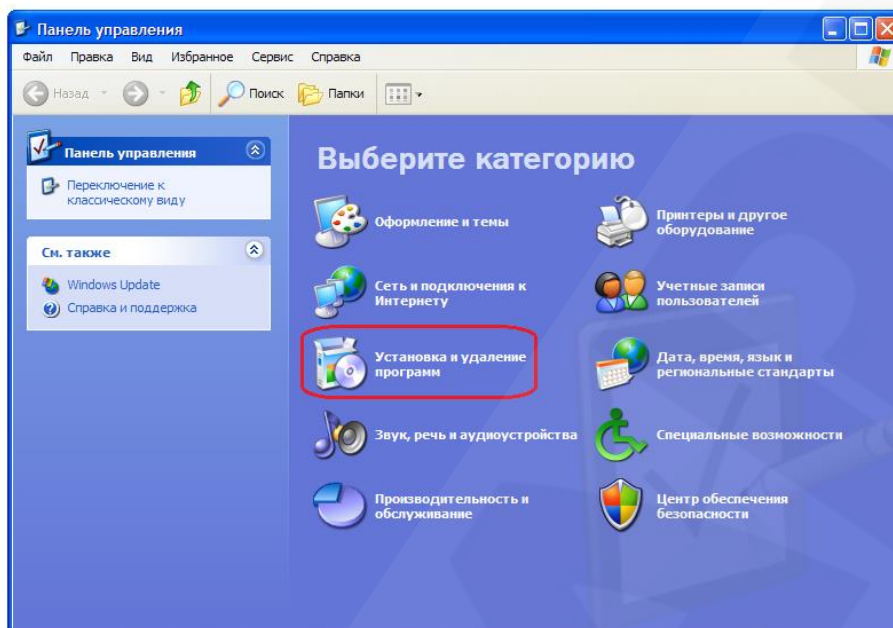 Панель управления
Файл Правка Вид Избранное Сервис Справка
Назад Поиск Папки
Панель управления
Переключение к
классическому виду
См. также
Windows Update
Справка и поддержка
Выберите категорию
Оформление и темы
Принтеры и другое
оборудование
Сеть и подключения к
Интернету
Учетные записи
пользователей
Установка и удаление
программ
Дата, время, язык и
региональные стандарты
Звук, речь и аудиоустройства
Специальные возможности
Производительность и
обслуживание
Центр обеспечения
безопасности